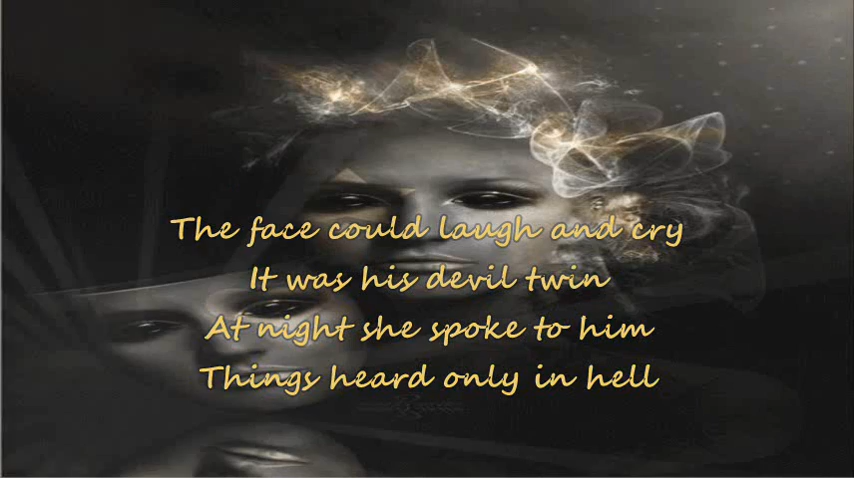 The face could laugh and cry
It was his devil twin
At night she spoke to him
Things heard only in hell